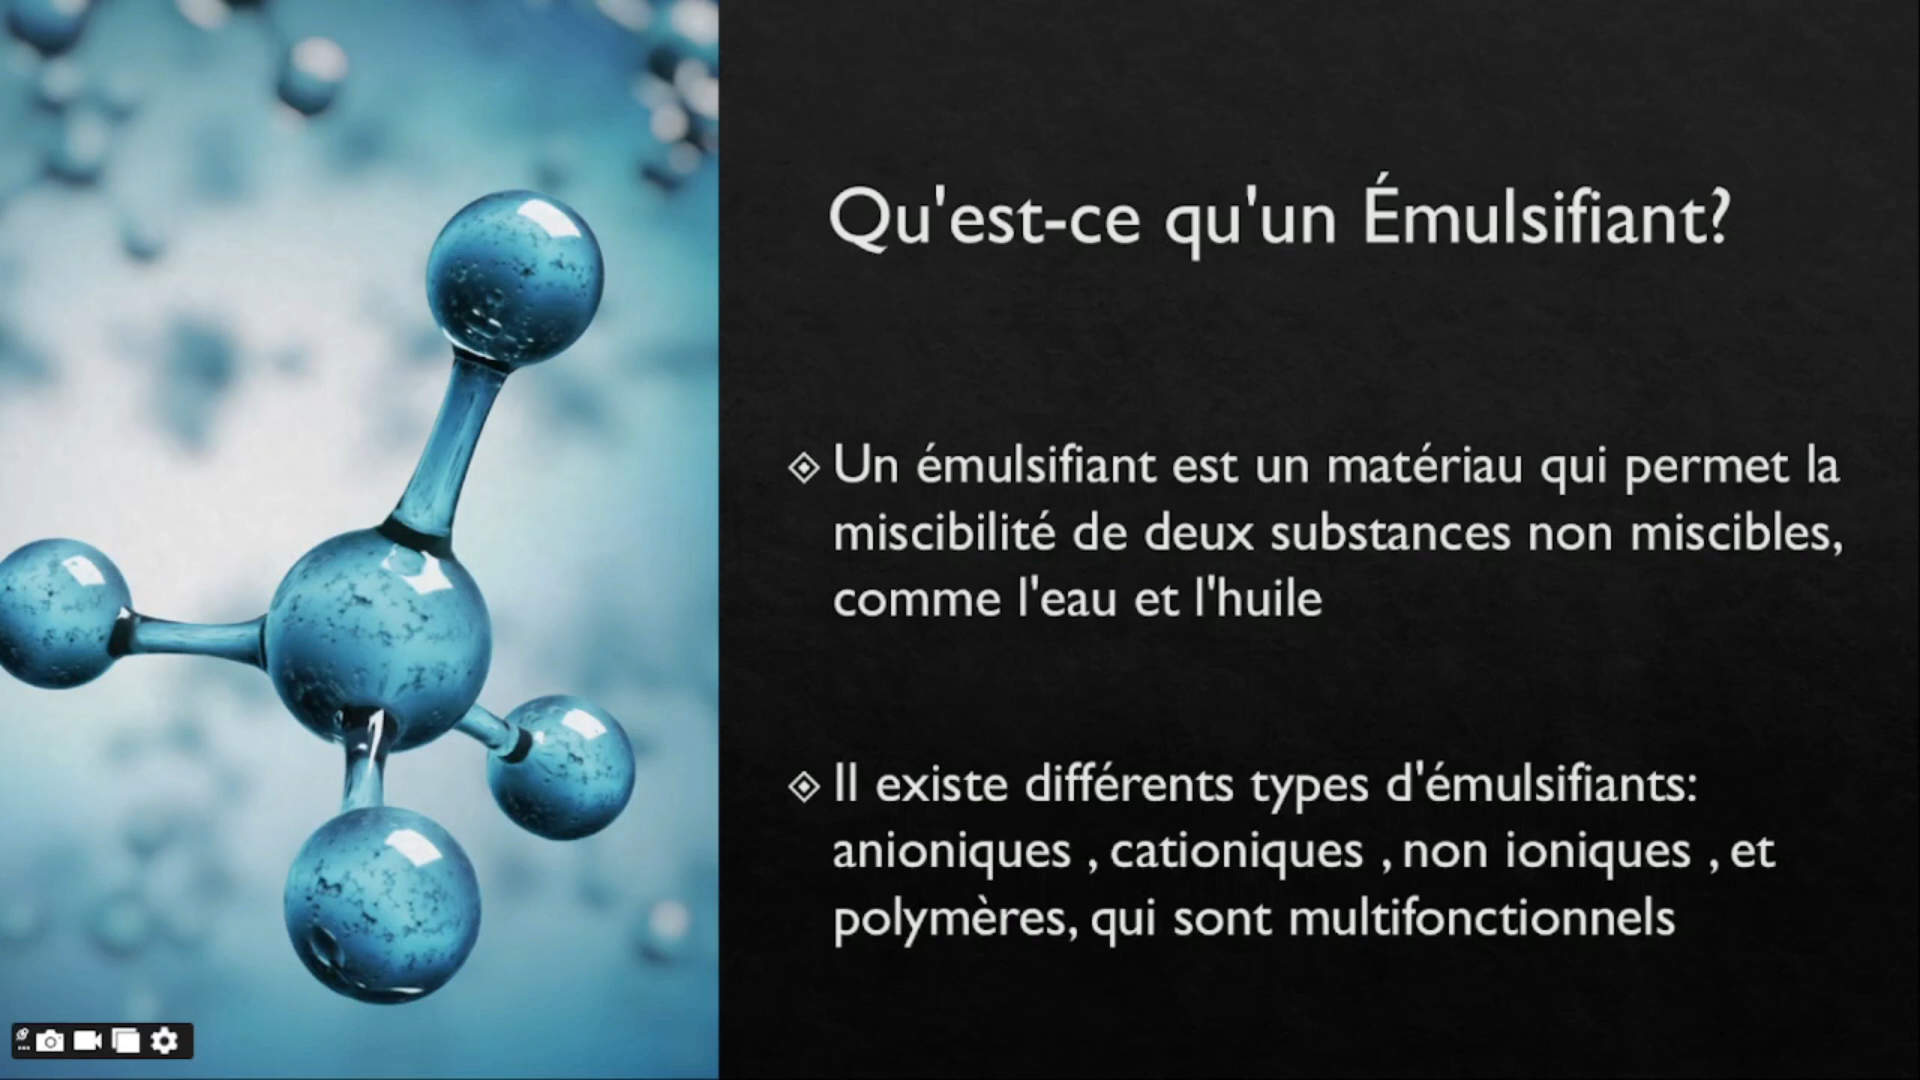 Qu'est-ce qu'un Émulsifiant?
Un émulsifiant est un matériau qui permet la
miscibilité de deux substances non miscibles,
comme l'eau et l'huile
Il existe différents types d'émulsifiants:
anioniques , cationiques , non ioniques , et
polymères, qui sont multifonctionnels